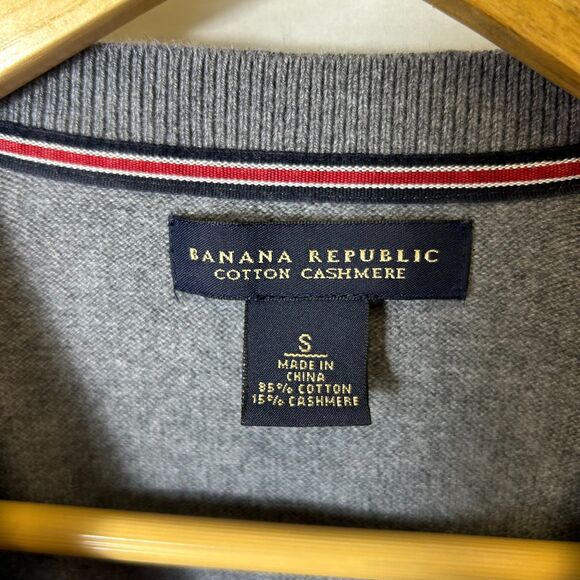 BANANA REPUBLIC
COTTON CASHMERE
S
MADE IN
CHINA
85% COTTON
15% CASHMERE